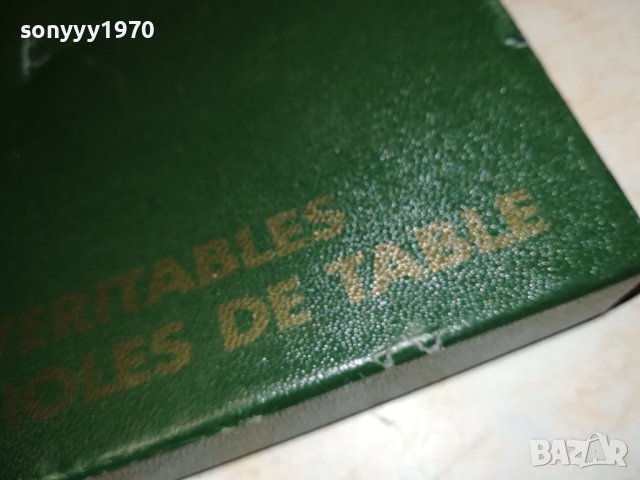 sonyyy1970
VERITABLES
IOLES DE TABLE
BAZAR